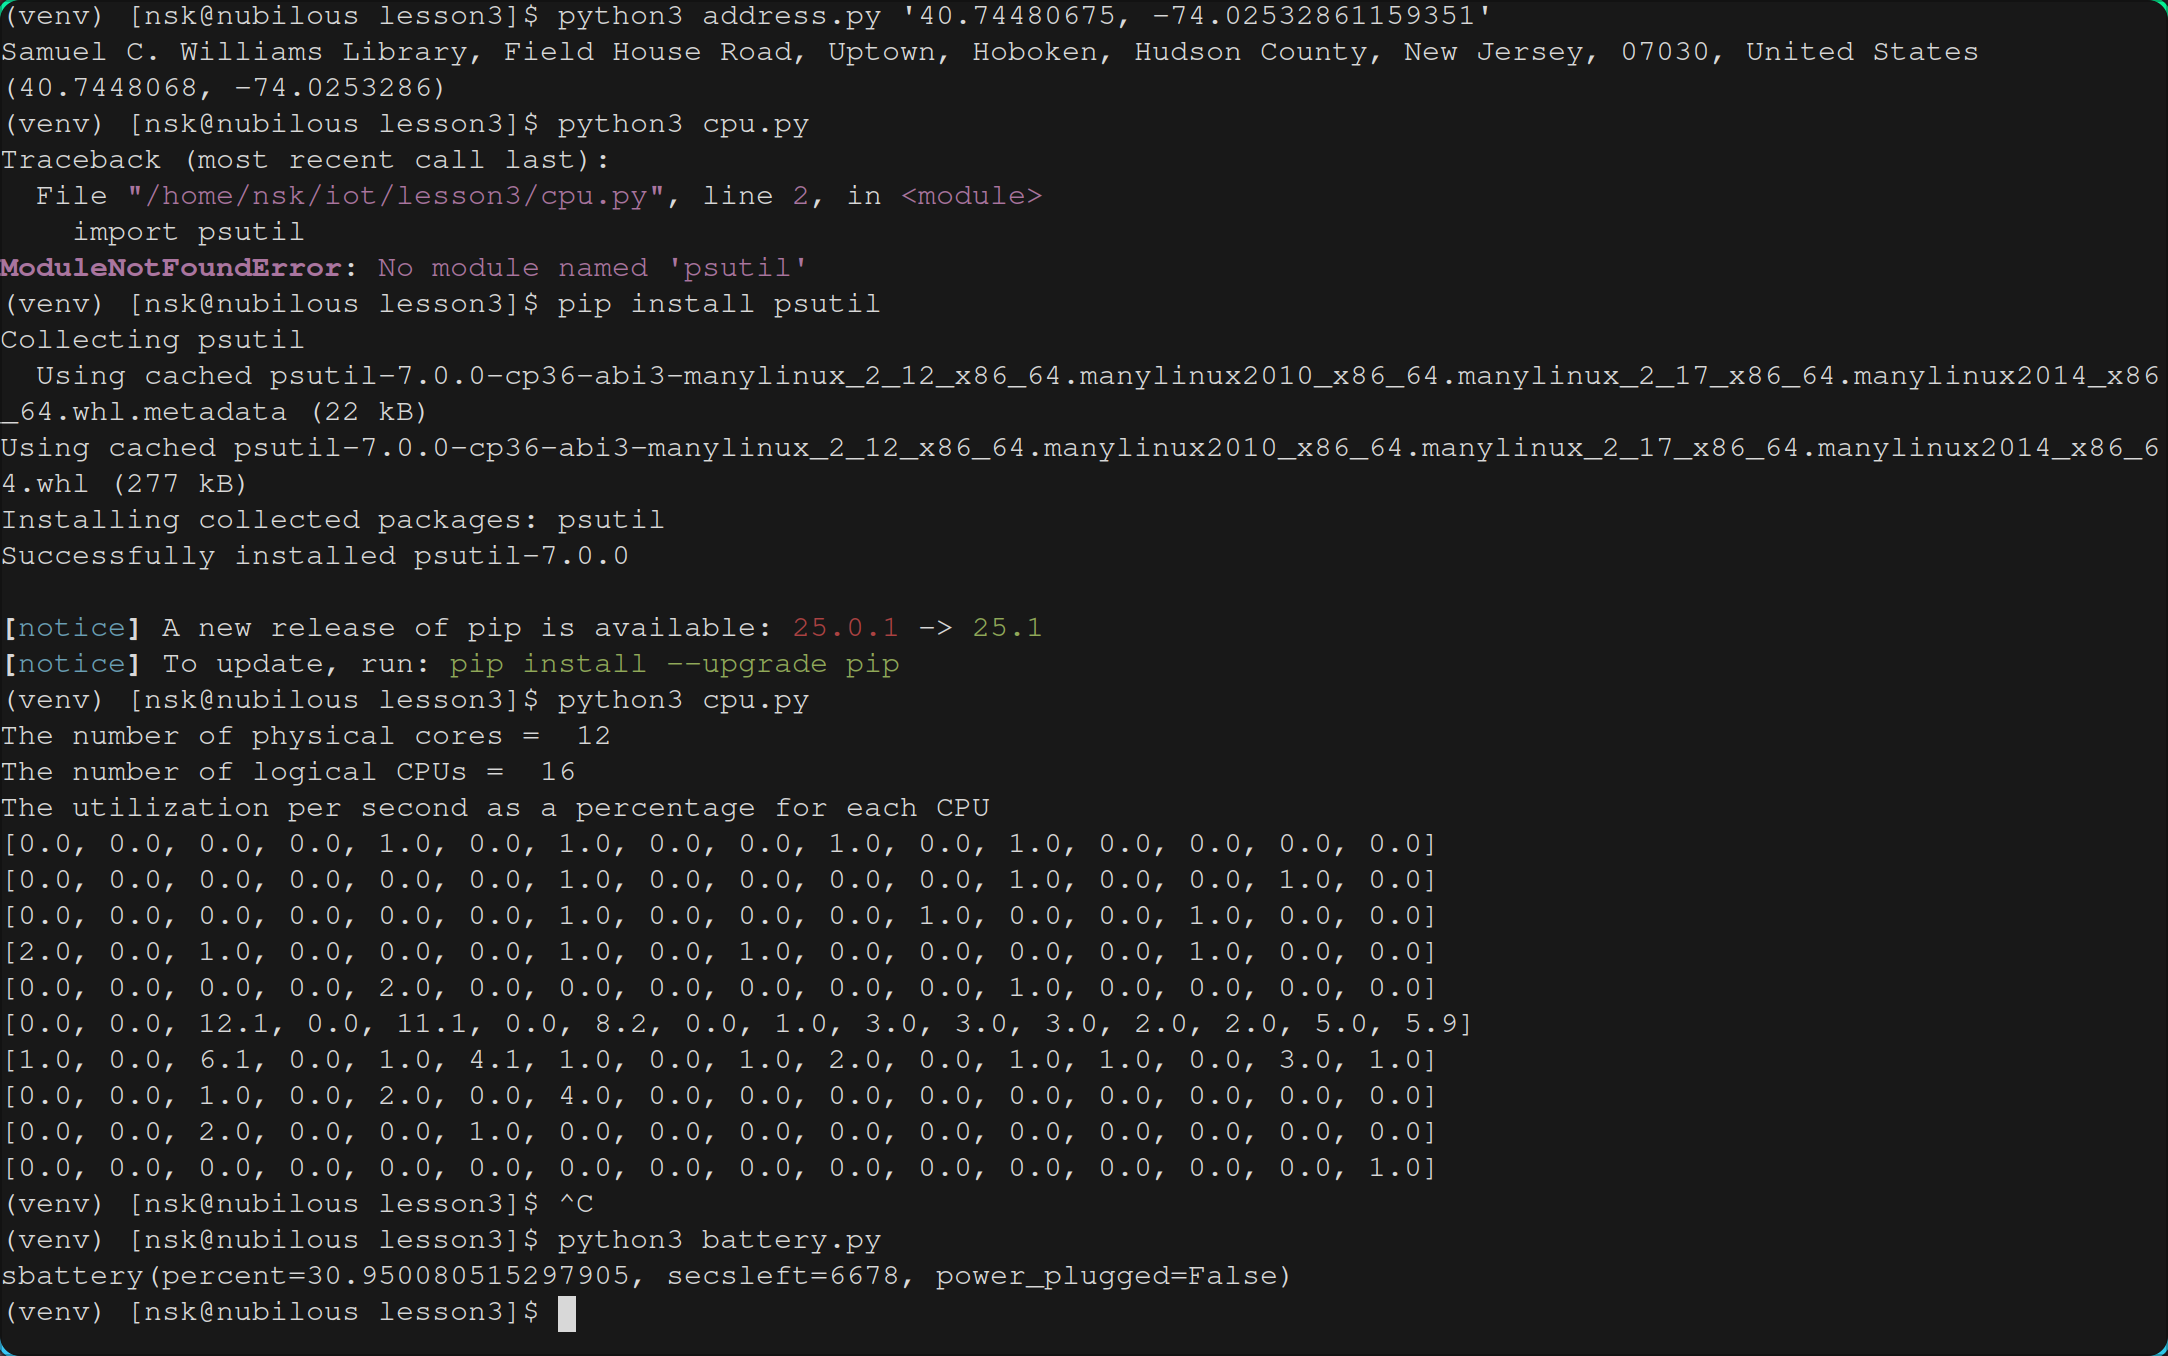 (venv) [nsk@nubilous lesson3]$ python3 address.py '40.74480675, -74.02532861159351'
Samuel C. Williams Library, Field House Road, Uptown, Hoboken, Hudson County, New Jersey, 07030, United States
(40.7448068, -74.0253286)
(venv) [nsk@nubilous lesson3]$ python3 cpu.py
Traceback (most recent call last):
  File "/home/nsk/iot/lesson3/cpu.py", line 2, in <module>
    import psutil
ModuleNotFoundError: No module named 'psutil'
(venv) [nsk@nubilous lesson3]$ pip install psutil
Collecting psutil
  Using cached psutil-7.0.0-cp36-abi3-manylinux_2_12_x86_64.manylinux2010_x86_64.manylinux_2_17_x86_64.manylinux2014_x86
_64.whl.metadata (22 kB)
Using cached psutil-7.0.0-cp36-abi3-manylinux_2_12_x86_64.manylinux2010_x86_64.manylinux_2_17_x86_64.manylinux2014_x86_6
4.whl (277 kB)
Installing collected packages: psutil
Successfully installed psutil-7.0.0

[notice] A new release of pip is available: 25.0.1 -> 25.1
[notice] To update, run: pip install --upgrade pip
(venv) [nsk@nubilous lesson3]$ python3 cpu.py
The number of physical cores =  12
The number of logical CPUs =  16
The utilization per second as a percentage for each CPU
[0.0, 0.0, 0.0, 0.0, 1.0, 0.0, 1.0, 0.0, 0.0, 1.0, 0.0, 1.0, 0.0, 0.0, 0.0, 0.0]
[0.0, 0.0, 0.0, 0.0, 0.0, 0.0, 1.0, 0.0, 0.0, 0.0, 0.0, 1.0, 0.0, 0.0, 1.0, 0.0]
[0.0, 0.0, 0.0, 0.0, 0.0, 0.0, 1.0, 0.0, 0.0, 0.0, 1.0, 0.0, 0.0, 1.0, 0.0, 0.0]
[2.0, 0.0, 1.0, 0.0, 0.0, 0.0, 1.0, 0.0, 1.0, 0.0, 0.0, 0.0, 0.0, 1.0, 0.0, 0.0]
[0.0, 0.0, 0.0, 0.0, 2.0, 0.0, 0.0, 0.0, 0.0, 0.0, 0.0, 1.0, 0.0, 0.0, 0.0, 0.0]
[0.0, 0.0, 12.1, 0.0, 11.1, 0.0, 8.2, 0.0, 1.0, 3.0, 3.0, 3.0, 2.0, 2.0, 5.0, 5.9]
[1.0, 0.0, 6.1, 0.0, 1.0, 4.1, 1.0, 0.0, 1.0, 2.0, 0.0, 1.0, 1.0, 0.0, 3.0, 1.0]
[0.0, 0.0, 1.0, 0.0, 2.0, 0.0, 4.0, 0.0, 0.0, 0.0, 0.0, 0.0, 0.0, 0.0, 0.0, 0.0]
[0.0, 0.0, 2.0, 0.0, 0.0, 1.0, 0.0, 0.0, 0.0, 0.0, 0.0, 0.0, 0.0, 0.0, 0.0, 0.0]
[0.0, 0.0, 0.0, 0.0, 0.0, 0.0, 0.0, 0.0, 0.0, 0.0, 0.0, 0.0, 0.0, 0.0, 0.0, 1.0]
(venv) [nsk@nubilous lesson3]$ ^C
(venv) [nsk@nubilous lesson3]$ python3 battery.py
sbattery(percent=30.950080515297905, secsleft=6678, power_plugged=False)
(venv) [nsk@nubilous lesson3]$